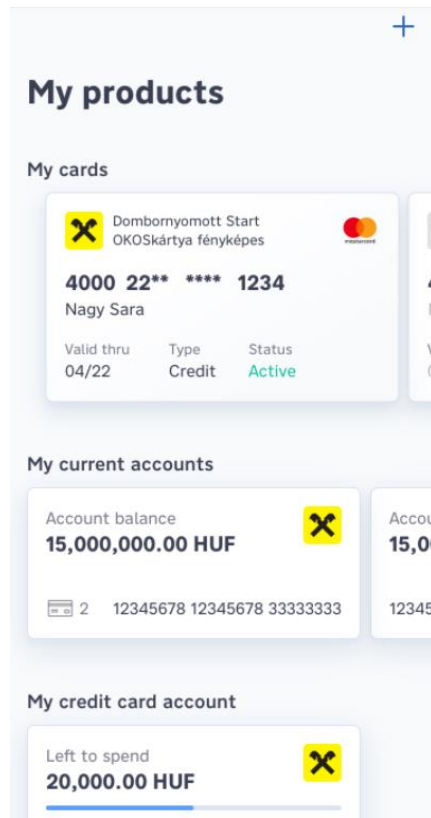 My products
My cards
Dombornyomott Start
OKOSkártya fényképes
mastercard
4000 22** **** 1234
Nagy Sara
Valid thru Type Status
04/22 Credit Active
My current accounts
Account balance
15,000,000.00 HUF
2 12345678 12345678 33333333
My credit card account
Left to spend
20,000.00 HUF